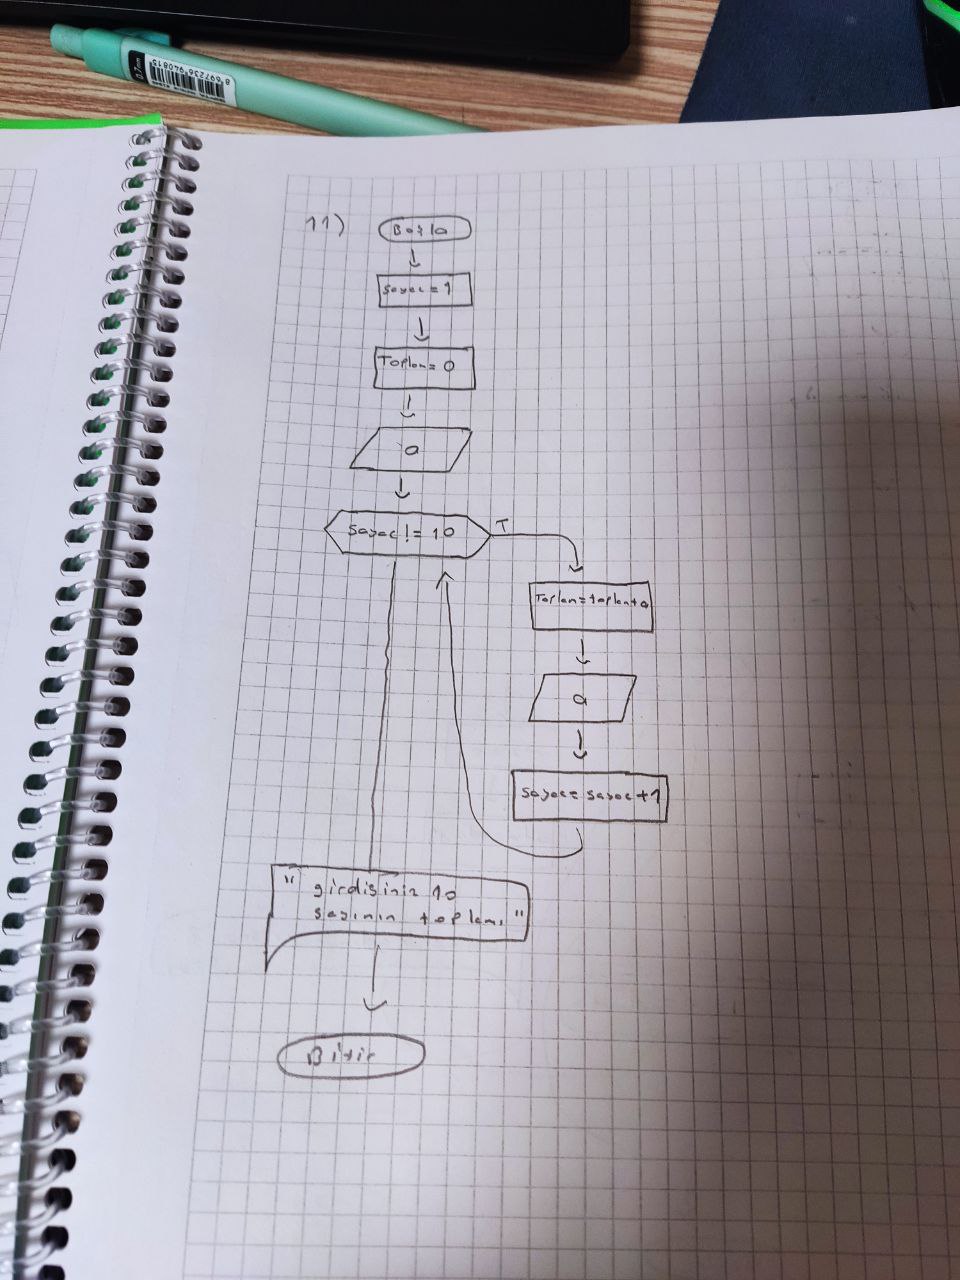 0.7mm
8 697236 940815
11)
Başla
sayac = 1
Toplam = 0
a
sayac != 10
T
Toplam = toplam + a
a
sayac = sayac + 1
" girdiginiz 10
sayının toplamı "
Bitir